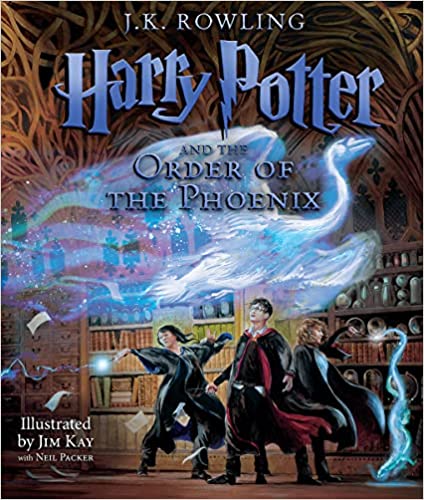 J.K. ROWLING
Harry Potter
AND THE
ORDER OF
THE PHOENIX
Illustrated
by JIM KAY
with NEIL PACKER